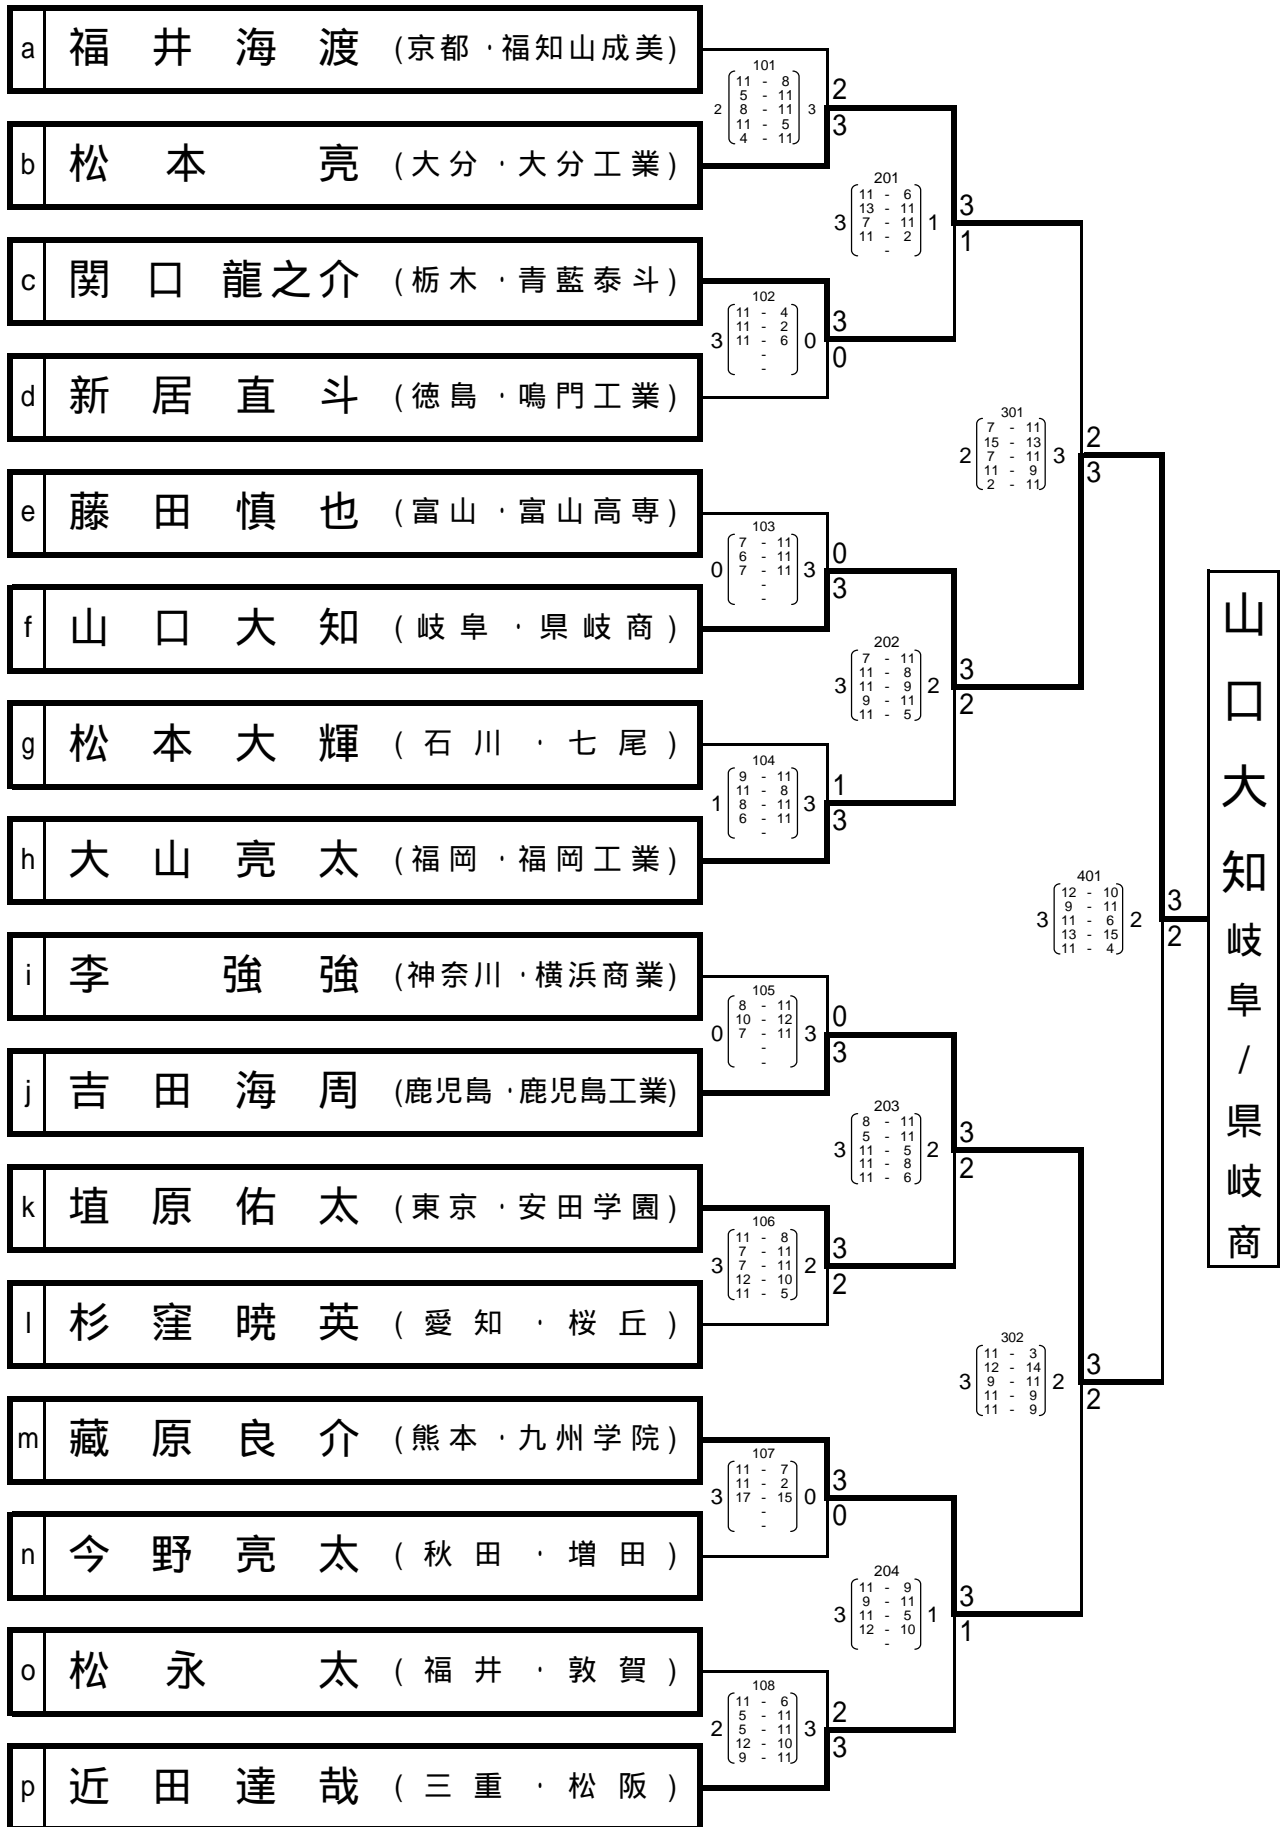 a 福井海渡 (京都・福知山成美)
101
11 - 8
5 - 11
2 8 - 11 3
11 - 5
4 - 11
2
3
b 松本亮 (大分・大分工業)
201
11 - 6
13 - 11
3 7 - 11 1
11 - 2
-
3
1
c 関口龍之介 (栃木・青藍泰斗)
102
11 - 4
11 - 2
3 11 - 6 0
-
-
3
0
d 新居直斗 (徳島・鳴門工業)
301
7 - 11
15 - 13
2 7 - 11 3
11 - 9
2 - 11
2
3
e 藤田慎也 (富山・富山高専)
103
7 - 11
6 - 11
0 7 - 11 3
-
-
0
3
f 山口大知 (岐阜・県岐商)
202
7 - 11
11 - 8
3 11 - 9 2
9 - 11
11 - 5
3
2
g 松本大輝 (石川・七尾)
104
9 - 11
11 - 8
1 8 - 11 3
6 - 11
-
1
3
h 大山亮太 (福岡・福岡工業)
401
12 - 10
9 - 11
3 11 - 6 2
13 - 15
11 - 4
3
2
山口大知岐阜/県岐商
i 李強強 (神奈川・横浜商業)
105
8 - 11
10 - 12
0 7 - 11 3
-
-
0
3
j 吉田海周 (鹿児島・鹿児島工業)
203
8 - 11
5 - 11
3 11 - 5 2
11 - 8
11 - 6
3
2
k 埴原佑太 (東京・安田学園)
106
11 - 8
7 - 11
3 7 - 11 2
12 - 10
11 - 5
3
2
l 杉窪暁英 (愛知・桜丘)
302
11 - 3
12 - 14
3 9 - 11 2
11 - 9
11 - 9
3
2
m 藏原良介 (熊本・九州学院)
107
11 - 7
11 - 2
3 17 - 15 0
-
-
3
0
n 今野亮太 (秋田・増田)
204
11 - 9
9 - 11
3 11 - 5 1
12 - 10
-
3
1
o 松永太 (福井・敦賀)
108
11 - 6
5 - 11
2 5 - 11 3
12 - 10
9 - 11
2
3
p 近田達哉 (三重・松阪)